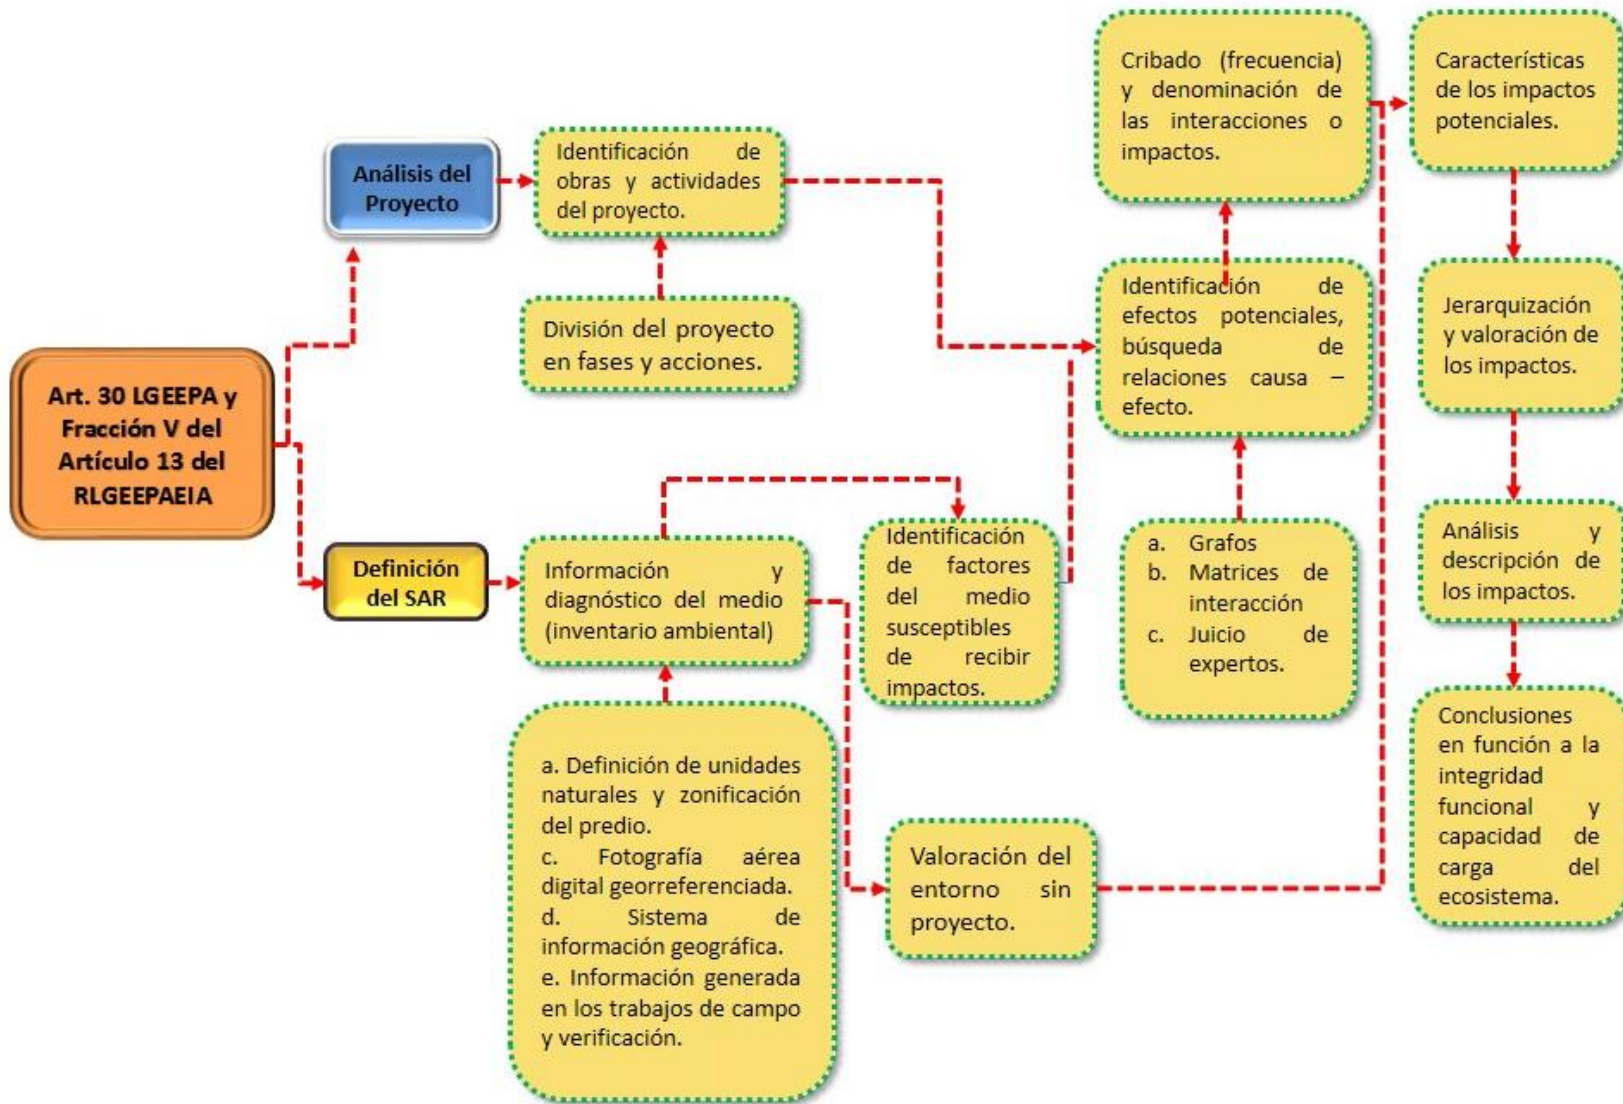 Art. 30 LGEEPA y
Fracción V del
Artículo 13 del
RLGEEPAEIA
Análisis del
Proyecto
Identificación de
obras y actividades
del proyecto.
División del proyecto
en fases y acciones.
Definición
del SAR
Información y
diagnóstico del medio
(inventario ambiental)
a. Definición de unidades
naturales y zonificación
del predio.
c. Fotografía aérea
digital georreferenciada.
d. Sistema de
información geográfica.
e. Información generada
en los trabajos de campo
y verificación.
Identificación
de factores
del medio
susceptibles
de recibir
impactos.
Valoración del
entorno sin
proyecto.
Cribado (frecuencia)
y denominación de
las interacciones o
impactos.
Identificación de
efectos potenciales,
búsqueda de
relaciones causa –
efecto.
a. Grafos
b. Matrices de
interacción
c. Juicio de
expertos.
Características
de los impactos
potenciales.
Jerarquización
y valoración de
los impactos.
Análisis y
descripción de
los impactos.
Conclusiones
en función a la
integridad
funcional y
capacidad de
carga del
ecosistema.